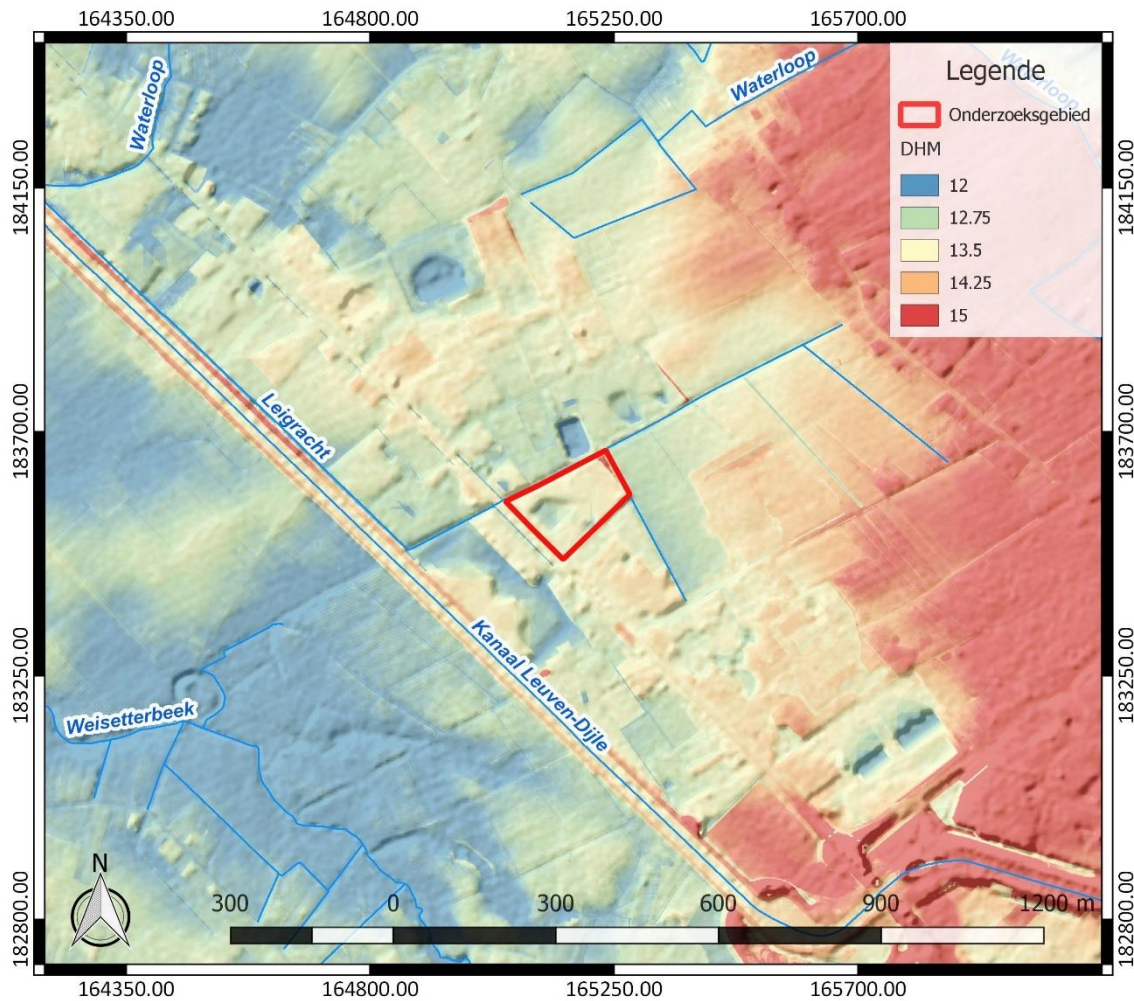 164350.00 164800.00 165250.00 165700.00
Legende
Onderzoeksgebied
DHM
12
12.75
13.5
14.25
15
Waterloop
Waterloop
Waterloop
184150.00 184150.00
Leigracht
183700.00 183700.00
Kanaal Leuven-Dijle
183250.00 183250.00
Weisetterbeek
N
300 0 300 600 900 1200 m
182800.00 182800.00
164350.00 164800.00 165250.00 165700.00